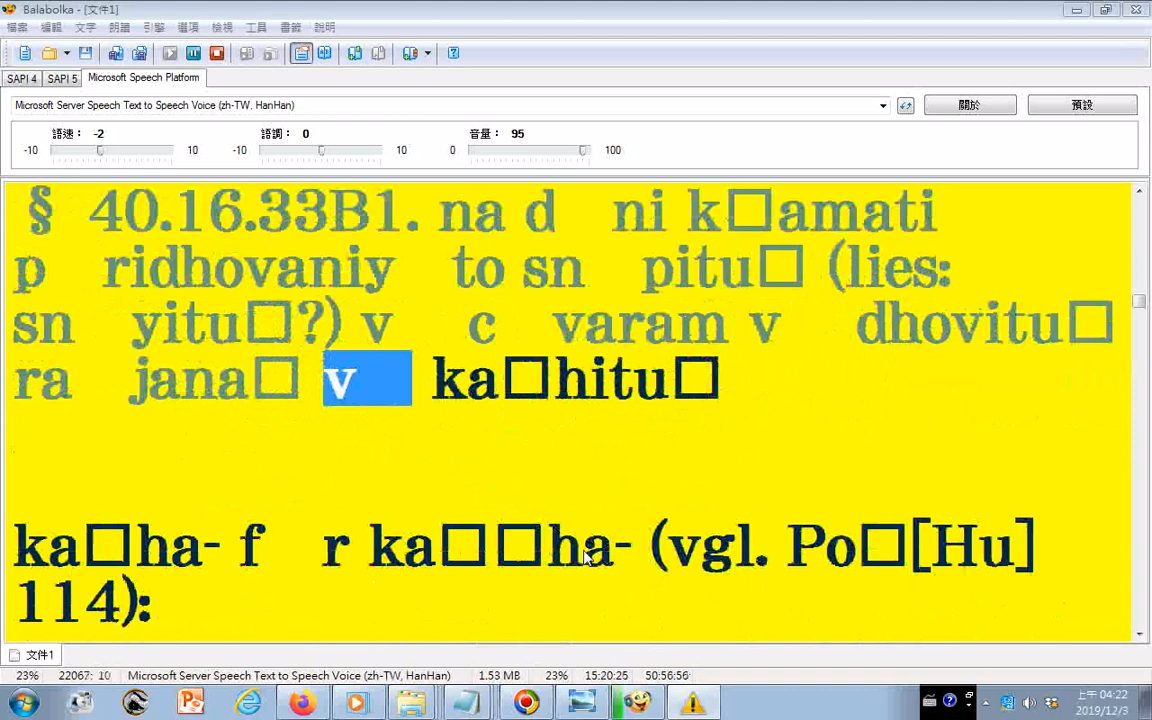 Balabolka - [文件1]
檔案 編輯 文字 朗讀 引擎 選項 檢視 工具 書籤 說明
SAPI 4 SAPI 5 Microsoft Speech Platform
Microsoft Server Speech Text to Speech Voice (zh-TW, HanHan) 關於 預設
語速： -2 語調： 0 音量： 95
-10 10 -10 10 0 100
§ 40.16.33B1. na d ni k□amati
p ridhovaniy to sn pitu□ (lies:
sn yitu□?) v c varam v dhovitu□
ra jana□ v ka□hitu□
ka□ha- f r ka□□ha- (vgl. Po□[Hu]
114):
文件1
23% 22067: 10 Microsoft Server Speech Text to Speech Voice (zh-TW, HanHan) 1.53 MB 23% 15:20:25 50:56:56
上午 04:22
2019/12/3